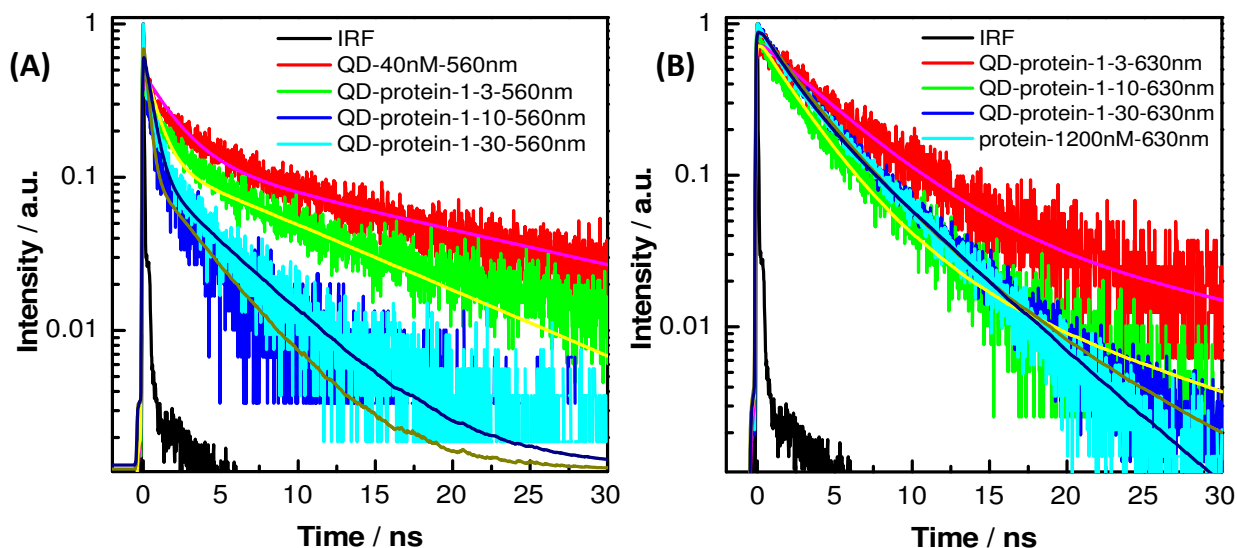 (A)
Intensity / a.u.
1
0.1
0.01
IRF
QD-40nM-560nm
QD-protein-1-3-560nm
QD-protein-1-10-560nm
QD-protein-1-30-560nm
0 5 10 15 20 25 30
Time / ns
(B)
Intensity / a.u.
1
0.1
0.01
IRF
QD-protein-1-3-630nm
QD-protein-1-10-630nm
QD-protein-1-30-630nm
protein-1200nM-630nm
0 5 10 15 20 25 30
Time / ns